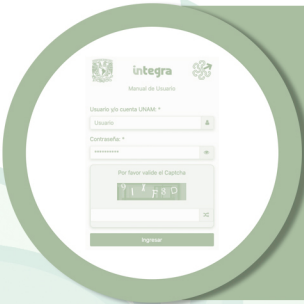 integra
Manual de Usuario
Usuario y/o cuenta UNAM: *
Usuario
Contraseña: *
**********
Por favor valide el Captcha
Ingresar